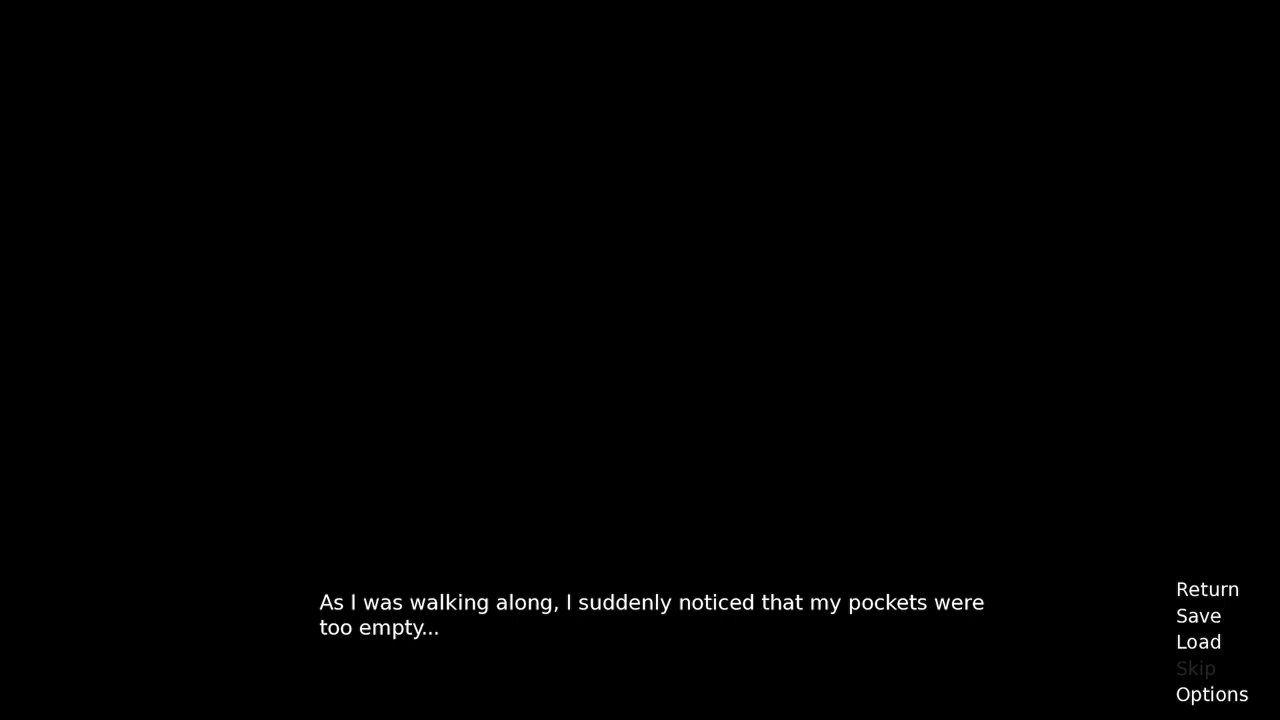 As I was walking along, I suddenly noticed that my pockets were
too empty...
Return
Save
Load
Skip
Options